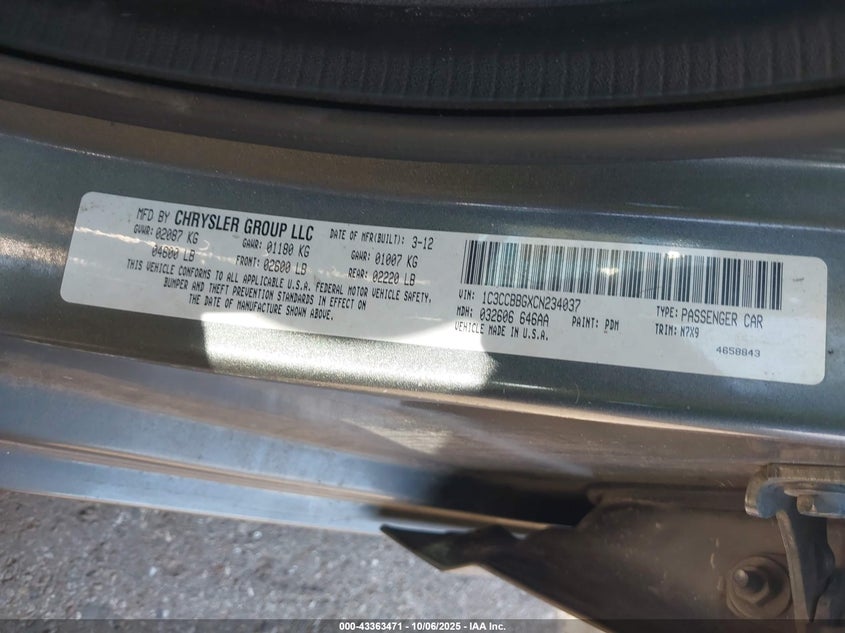 MFD BY CHRYSLER GROUP LLC DATE OF MFR(BUILT): 3-12
GVWR: 02087 KG GAWR: 01180 KG GAWR: 01007 KG
04600 LB FRONT: 02600 LB REAR: 02220 LB
THIS VEHICLE CONFORMS TO ALL APPLICABLE U.S.A. FEDERAL MOTOR VEHICLE SAFETY,
BUMPER AND THEFT PREVENTION STANDARDS IN EFFECT ON
THE DATE OF MANUFACTURE SHOWN ABOVE.
VIN: 1C3CCBBGXCN234037 TYPE: PASSENGER CAR
MDH: 032606 646AA PAINT: PDM TRIM: N7X9
VEHICLE MADE IN U.S.A.
4658843
000-43363471 | 10/06/2025 - IAA Inc.